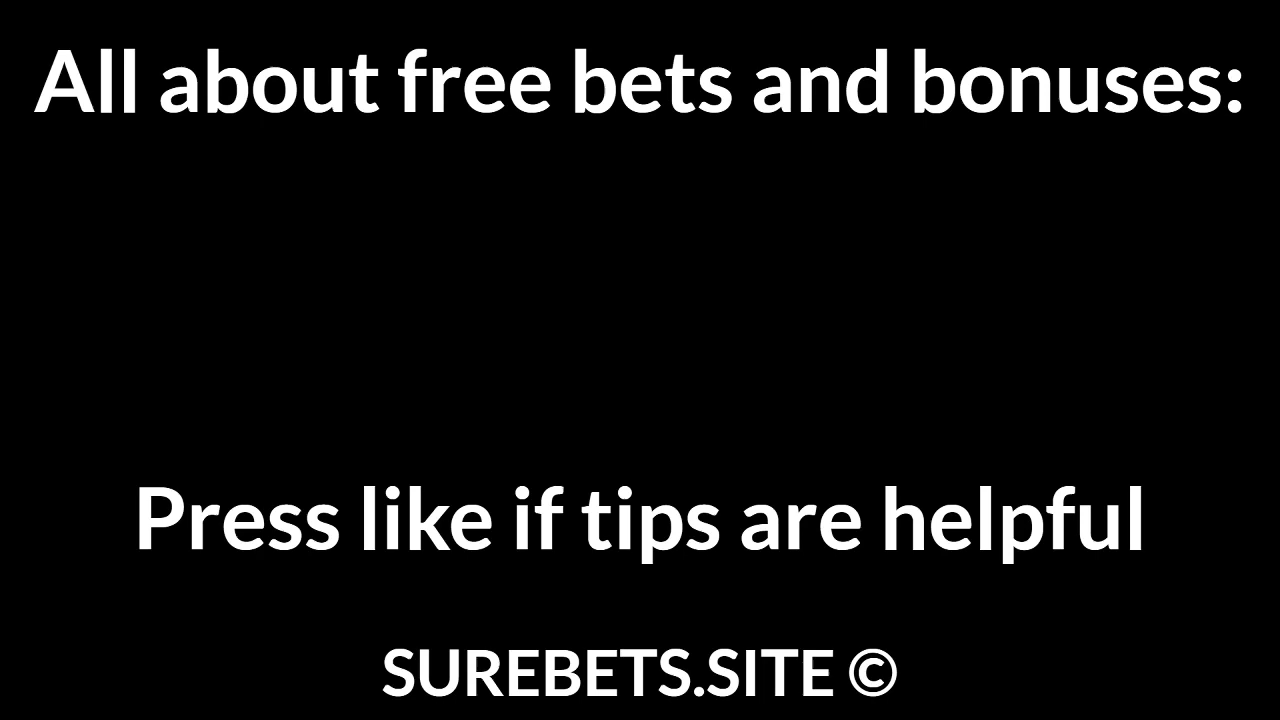 All about free bets and bonuses:
Press like if tips are helpful
SUREBETS.SITE ©